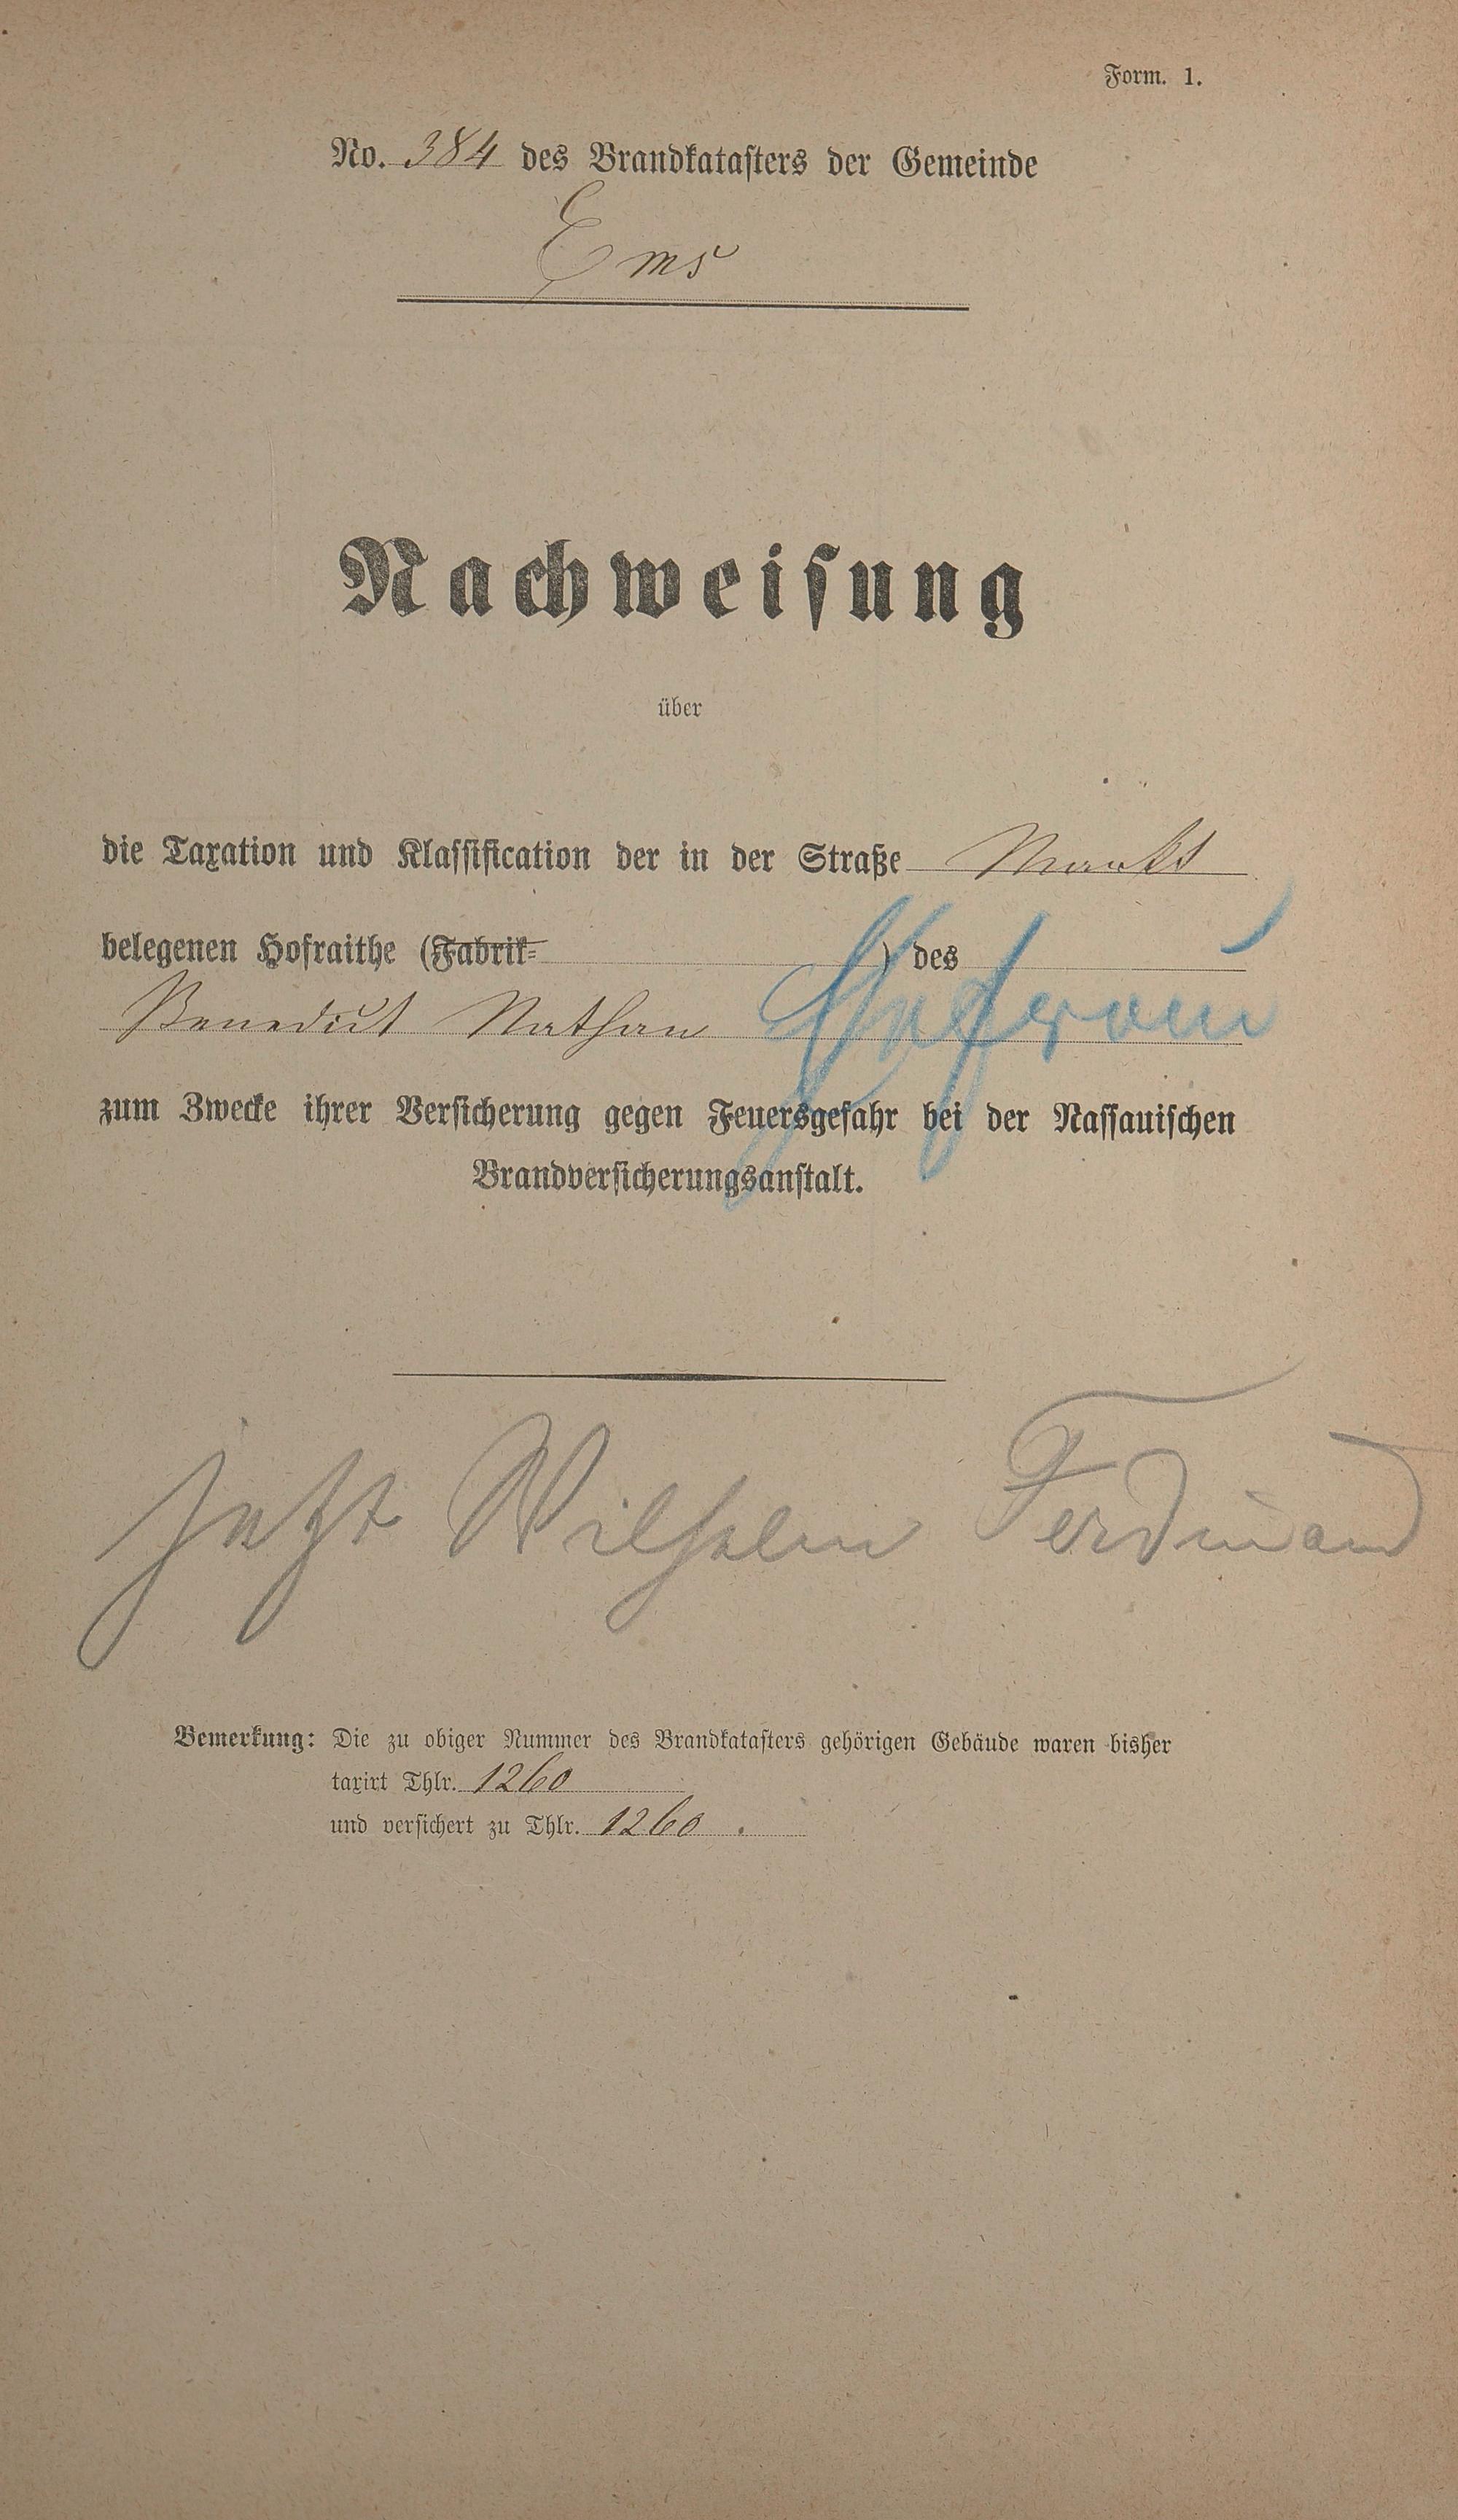 Form. 1.
No. 384 des Brandkatasters der Gemeinde
Ems
Nachweisung
über
die Taxation und Klassification der in der Straße Markt
belegenen Hofraithe (Fabrik- ) des
Benedict Nathan
zum Zwecke ihrer Versicherung gegen Feuersgefahr bei der Nassauischen
Brandversicherungsanstalt.
jetzt Wilhelm Ferdinand
Bemerkung: Die zu obiger Nummer des Brandkatasters gehörigen Gebäude waren bisher
taxirt Thlr. 1260
und versichert zu Thlr. 1260.